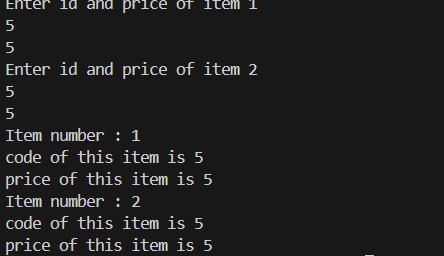 Enter id and price of item 1
5
5
Enter id and price of item 2
5
5
Item number : 1
code of this item is 5
price of this item is 5
Item number : 2
code of this item is 5
price of this item is 5